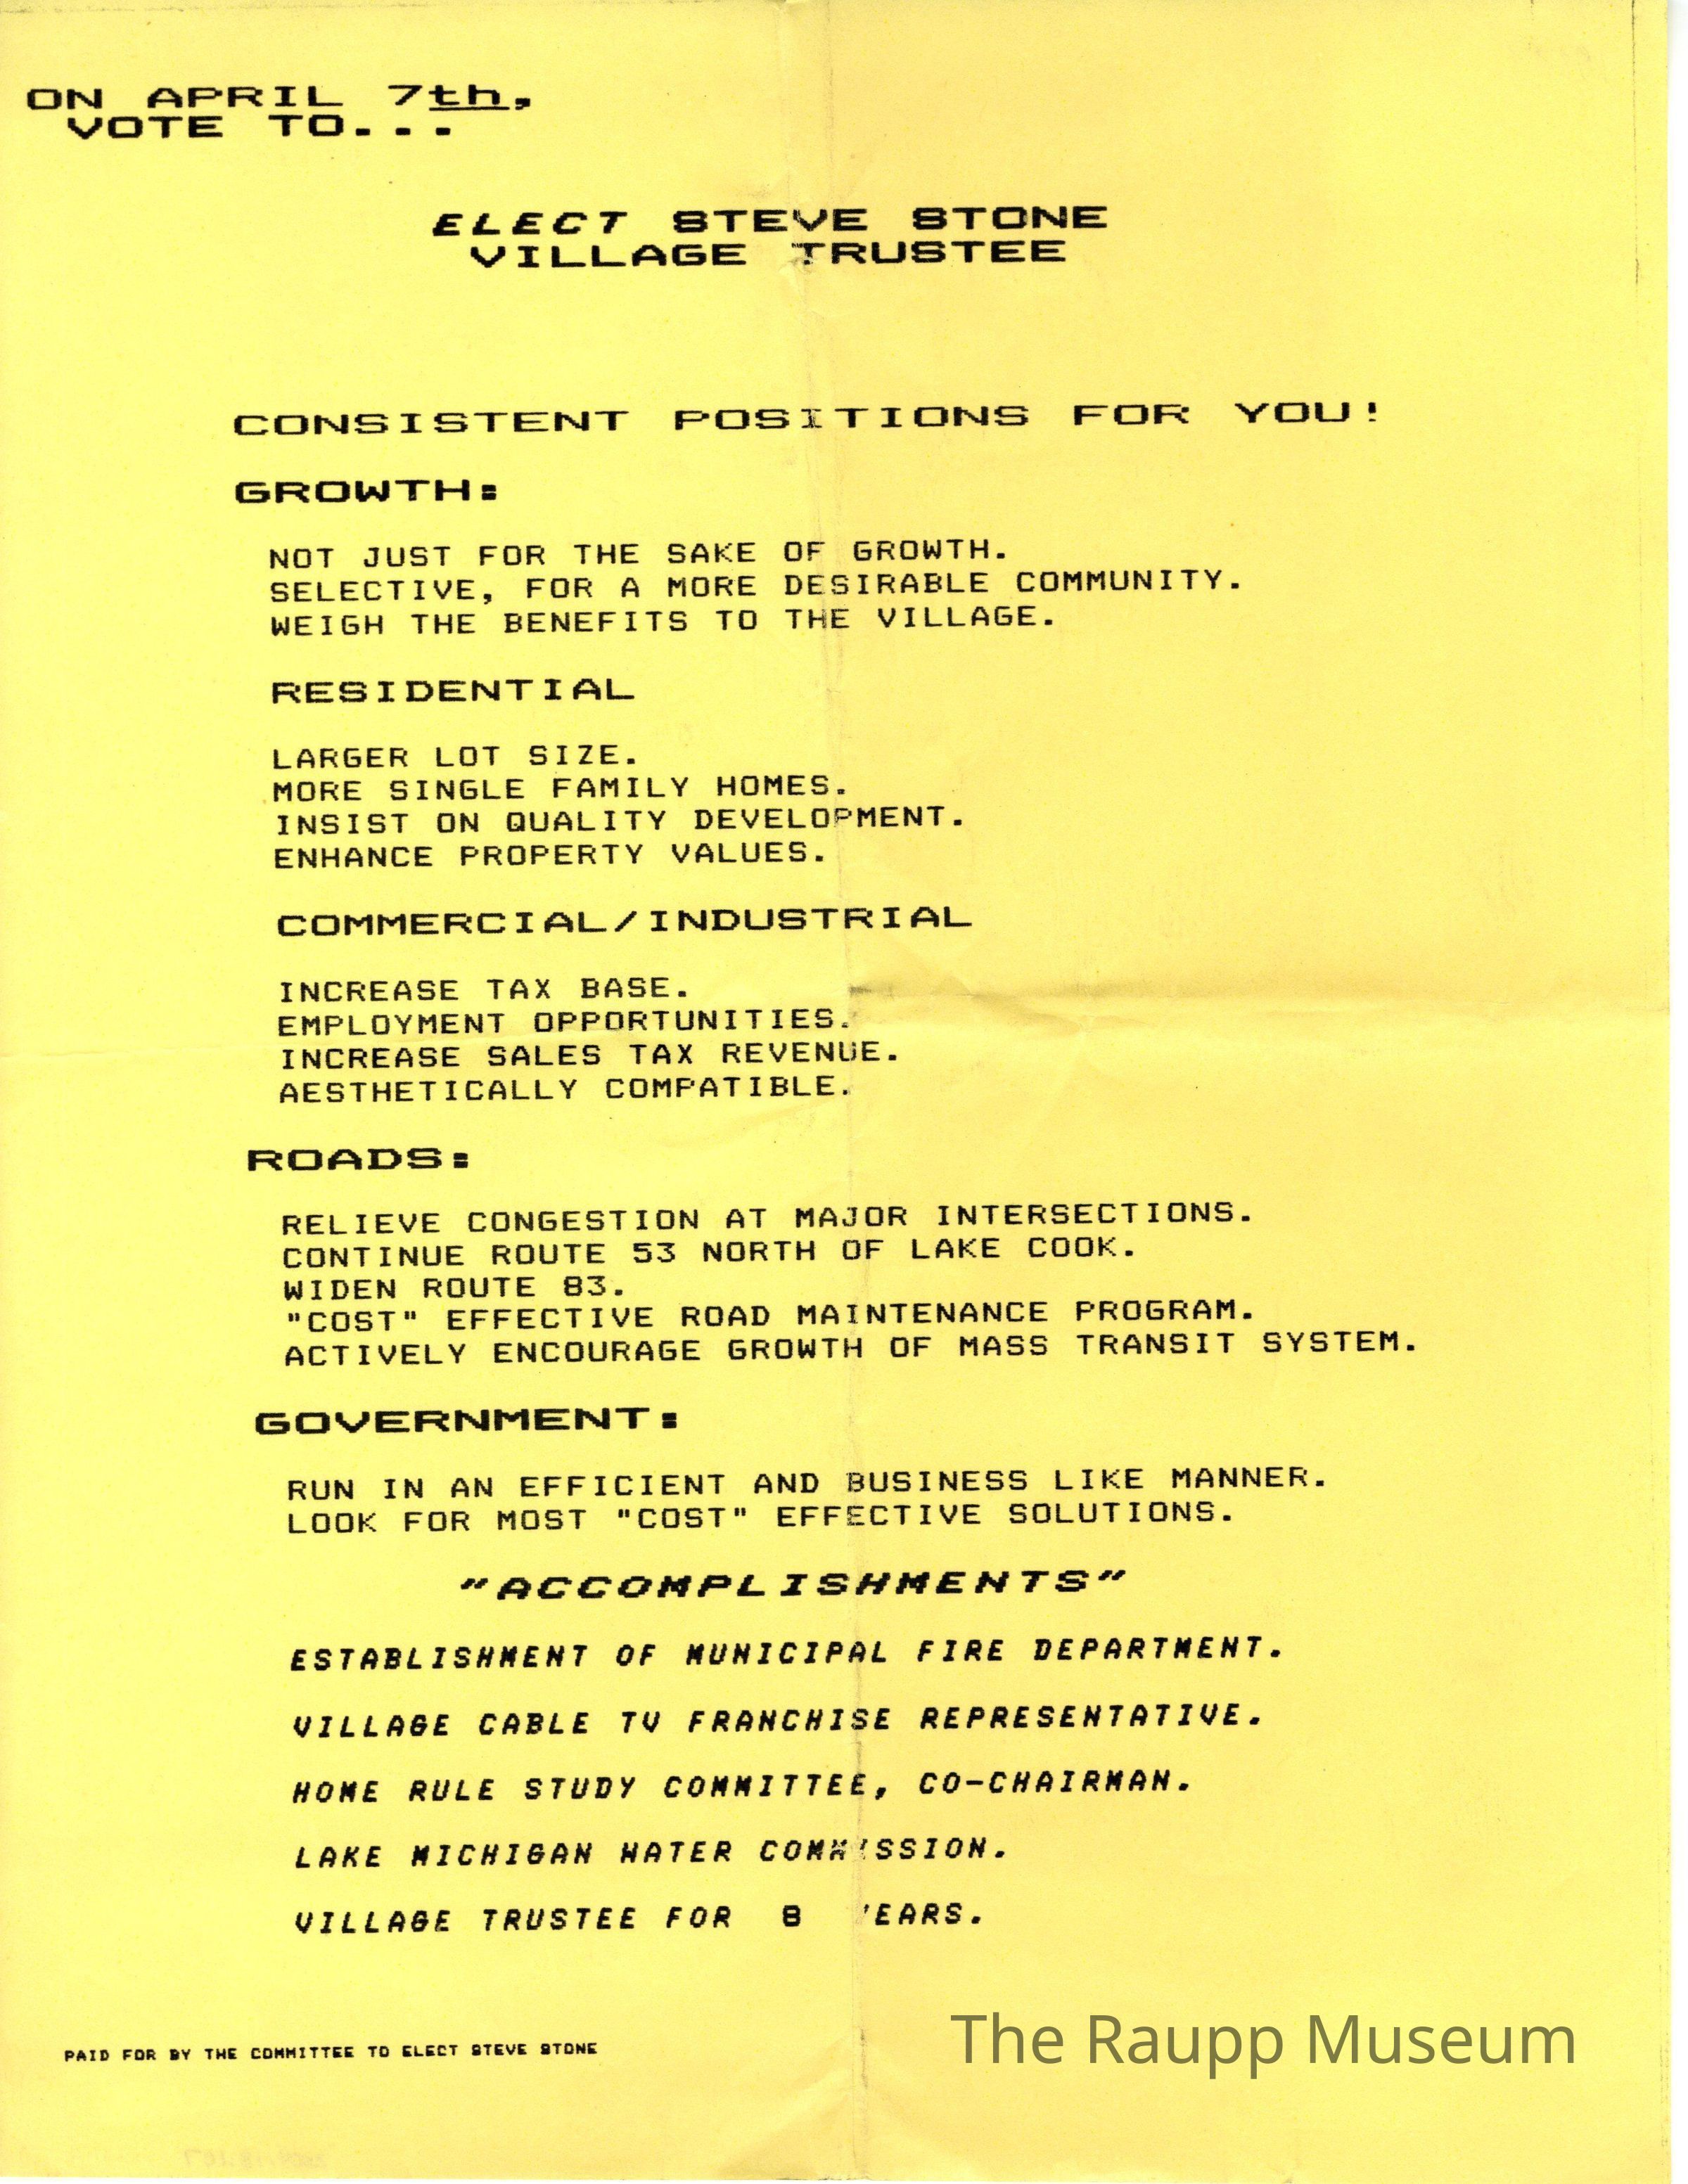 ON APRIL 7th,
VOTE TO...
ELECT STEVE STONE
VILLAGE TRUSTEE
CONSISTENT POSITIONS FOR YOU!
GROWTH:
NOT JUST FOR THE SAKE OF GROWTH.
SELECTIVE, FOR A MORE DESIRABLE COMMUNITY.
WEIGH THE BENEFITS TO THE VILLAGE.
RESIDENTIAL
LARGER LOT SIZE.
MORE SINGLE FAMILY HOMES.
INSIST ON QUALITY DEVELOPMENT.
ENHANCE PROPERTY VALUES.
COMMERCIAL/INDUSTRIAL
INCREASE TAX BASE.
EMPLOYMENT OPPORTUNITIES.
INCREASE SALES TAX REVENUE.
AESTHETICALLY COMPATIBLE.
ROADS:
RELIEVE CONGESTION AT MAJOR INTERSECTIONS.
CONTINUE ROUTE 53 NORTH OF LAKE COOK.
WIDEN ROUTE 83.
"COST" EFFECTIVE ROAD MAINTENANCE PROGRAM.
ACTIVELY ENCOURAGE GROWTH OF MASS TRANSIT SYSTEM.
GOVERNMENT:
RUN IN AN EFFICIENT AND BUSINESS LIKE MANNER.
LOOK FOR MOST "COST" EFFECTIVE SOLUTIONS.
"ACCOMPLISHMENTS"
ESTABLISHMENT OF MUNICIPAL FIRE DEPARTMENT.
VILLAGE CABLE TV FRANCHISE REPRESENTATIVE.
HOME RULE STUDY COMMITTEE, CO-CHAIRMAN.
LAKE MICHIGAN WATER COMMISSION.
VILLAGE TRUSTEE FOR 8 YEARS.
PAID FOR BY THE COMMITTEE TO ELECT STEVE STONE
The Raupp Museum